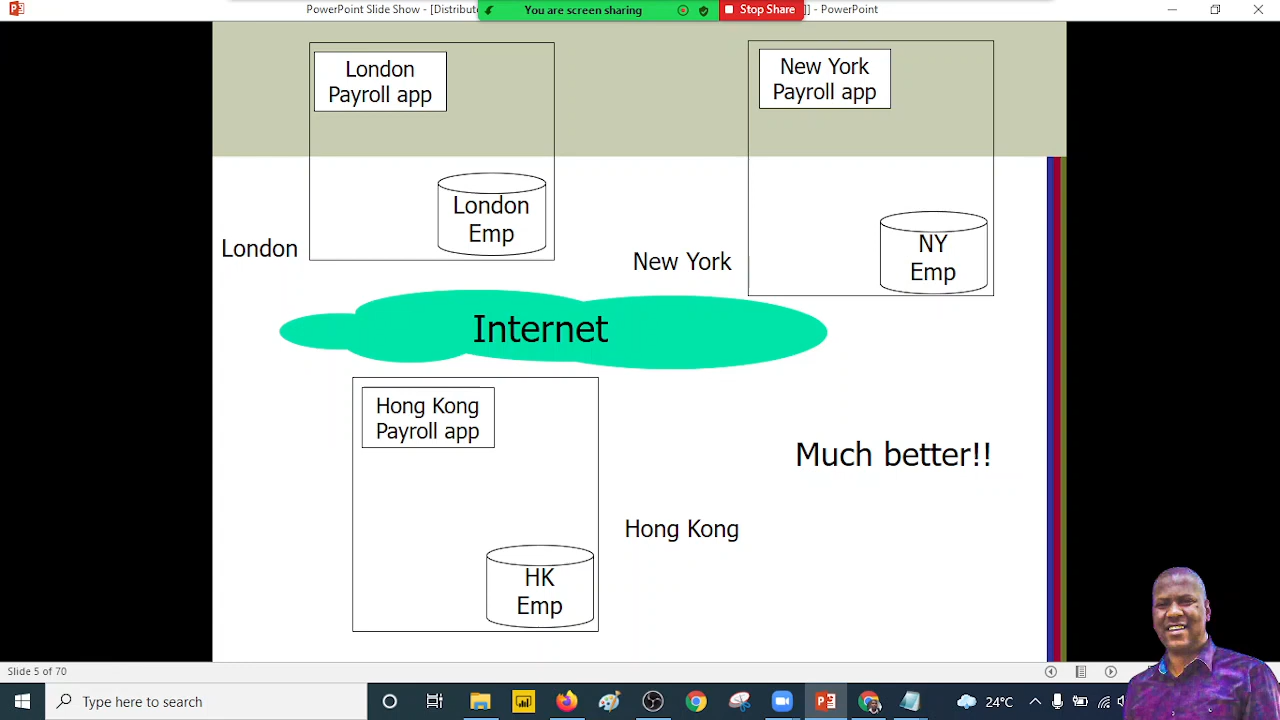 PowerPoint Slide Show - [Distribut
You are screen sharing
Stop Share
]] - PowerPoint
London
Payroll app
New York
Payroll app
London
Emp
London
NY
Emp
New York
Internet
Hong Kong
Payroll app
Much better!!
Hong Kong
HK
Emp
Slide 5 of 70
Type here to search
24°C